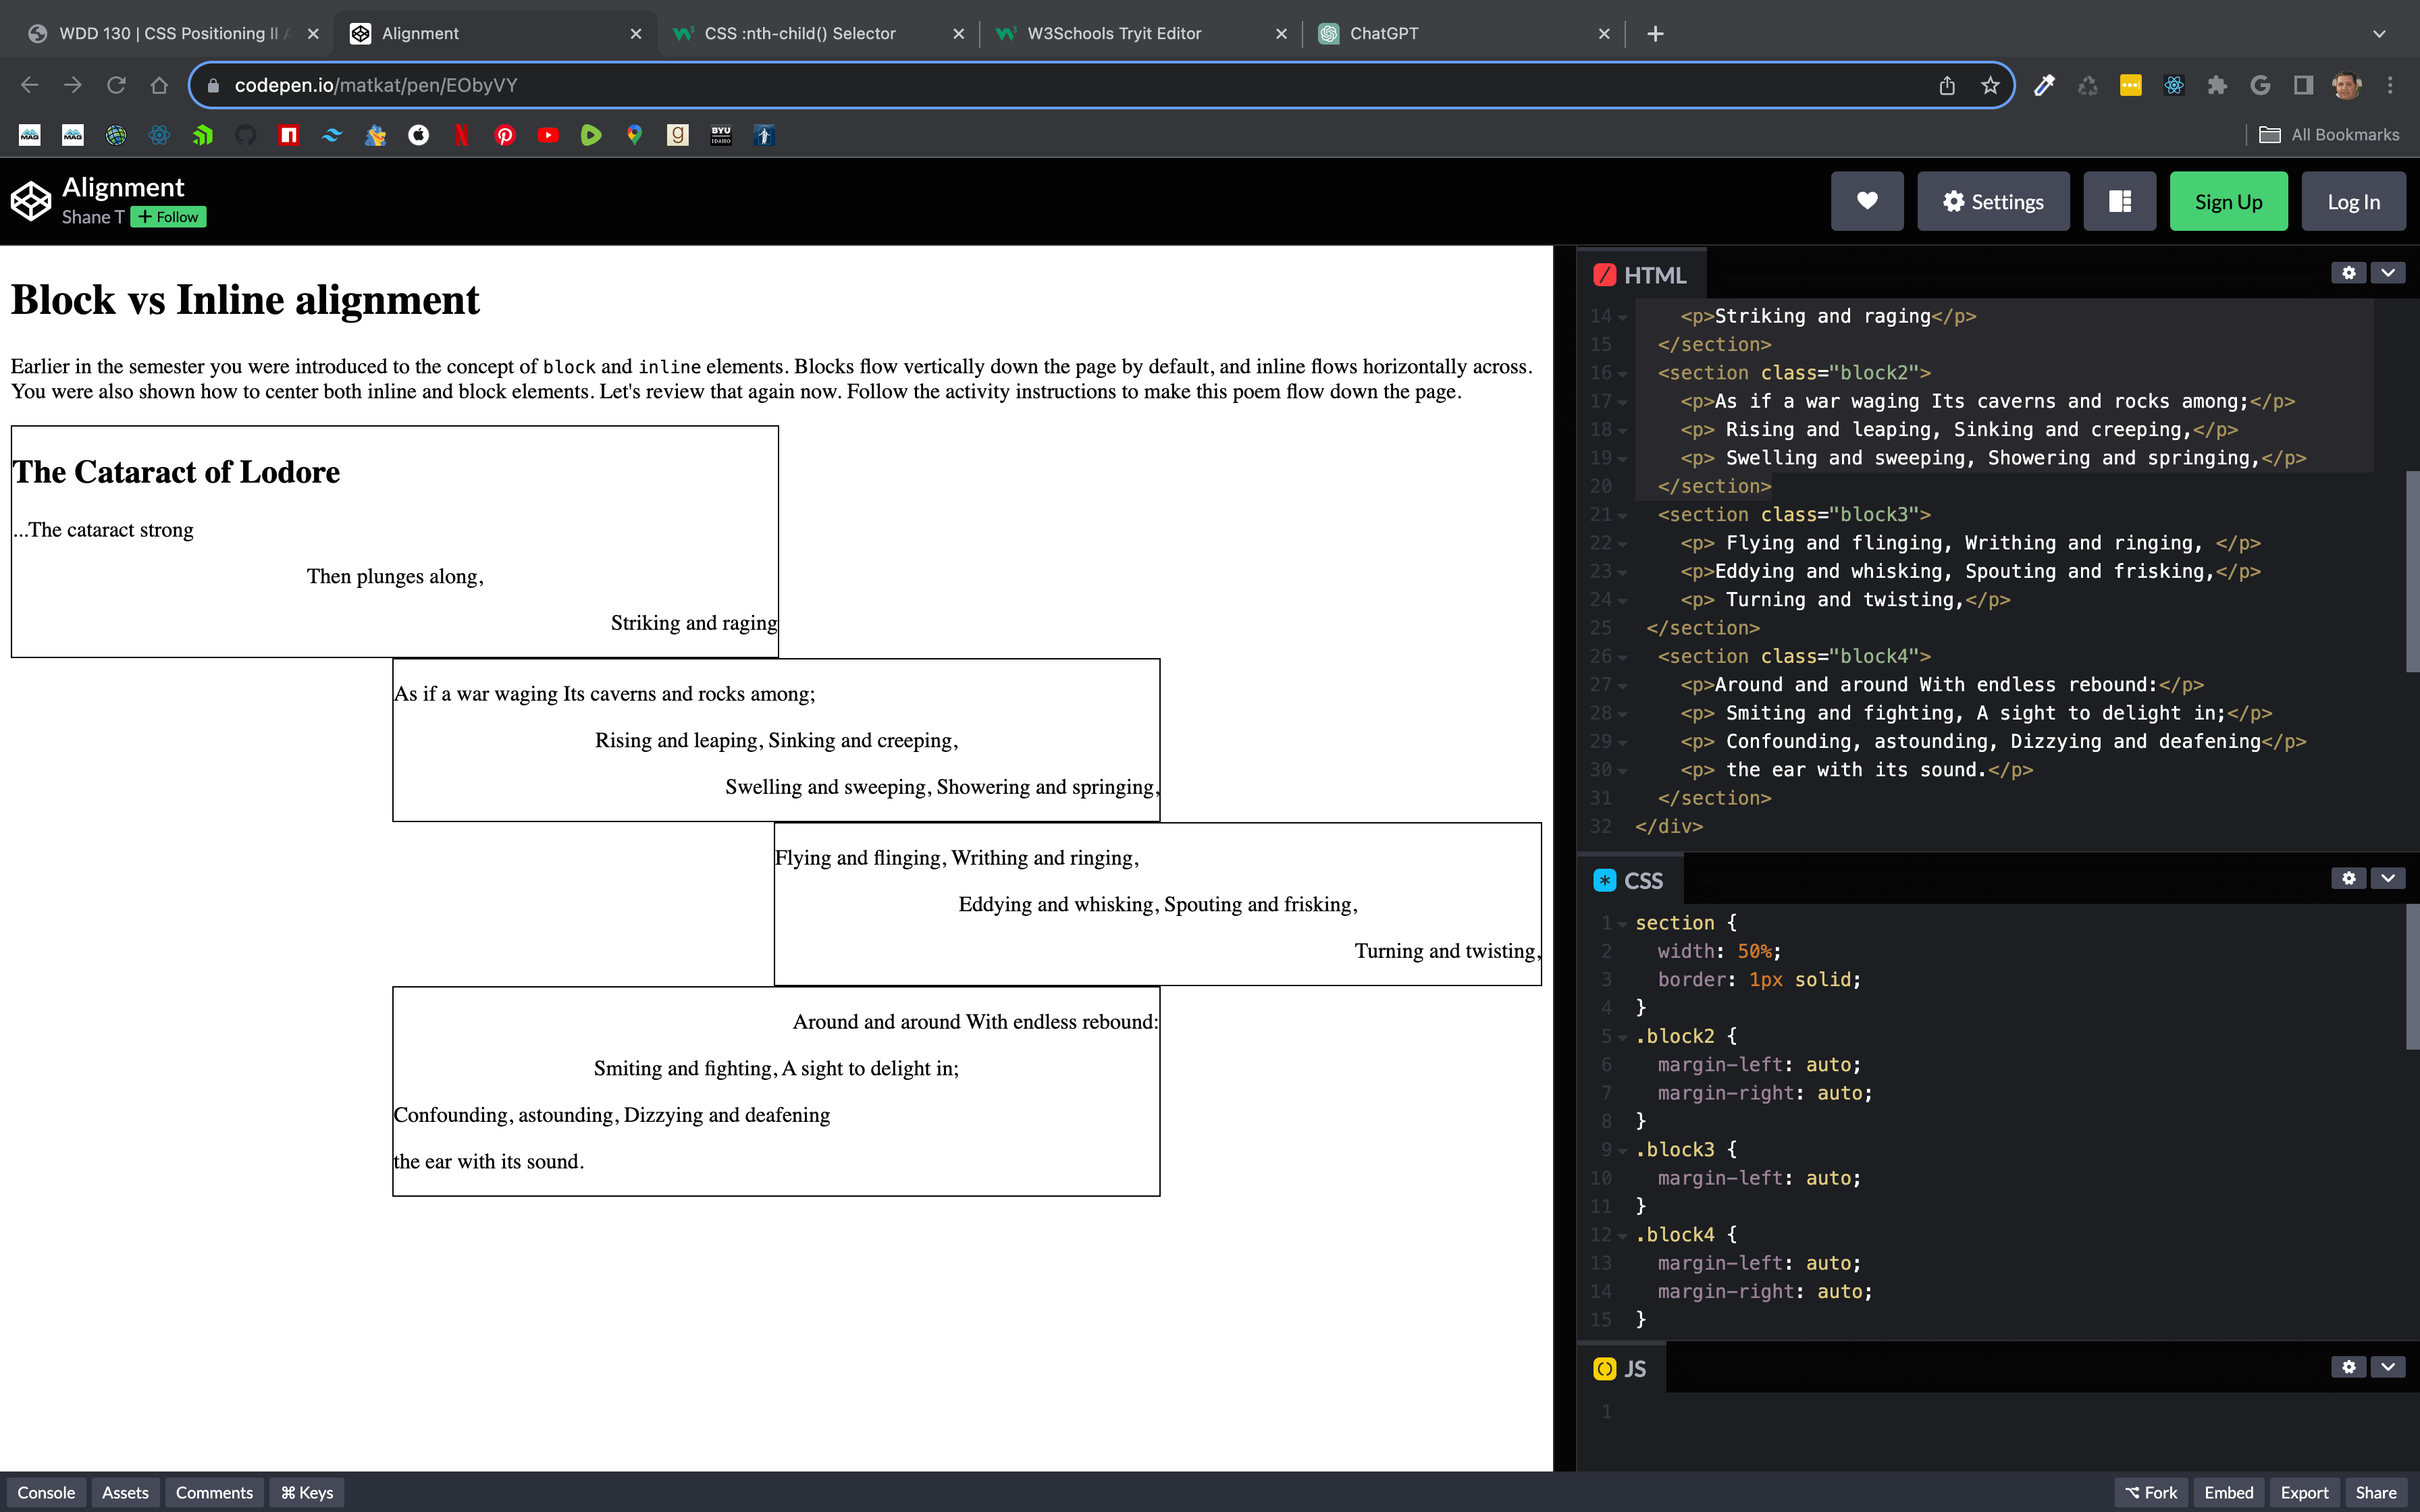 WDD 130 | CSS Positioning II
Alignment
CSS :nth-child() Selector
W3Schools Tryit Editor
ChatGPT
codepen.io/matkat/pen/EObyVY
All Bookmarks
Alignment
Shane T + Follow
Settings
Sign Up
Log In
Block vs Inline alignment
Earlier in the semester you were introduced to the concept of block and inline elements. Blocks flow vertically down the page by default, and inline flows horizontally across.
You were also shown how to center both inline and block elements. Let's review that again now. Follow the activity instructions to make this poem flow down the page.
The Cataract of Lodore
...The cataract strong
Then plunges along,
Striking and raging
As if a war waging Its caverns and rocks among;
Rising and leaping, Sinking and creeping,
Swelling and sweeping, Showering and springing,
Flying and flinging, Writhing and ringing,
Eddying and whisking, Spouting and frisking,
Turning and twisting,
Around and around With endless rebound:
Smiting and fighting, A sight to delight in;
Confounding, astounding, Dizzying and deafening
the ear with its sound.
HTML
14 <p>Striking and raging</p>
15 </section>
16 <section class="block2">
17 <p>As if a war waging Its caverns and rocks among;</p>
18 <p> Rising and leaping, Sinking and creeping,</p>
19 <p> Swelling and sweeping, Showering and springing,</p>
20 </section>
21 <section class="block3">
22 <p> Flying and flinging, Writhing and ringing, </p>
23 <p>Eddying and whisking, Spouting and frisking,</p>
24 <p> Turning and twisting,</p>
25 </section>
26 <section class="block4">
27 <p>Around and around With endless rebound:</p>
28 <p> Smiting and fighting, A sight to delight in;</p>
29 <p> Confounding, astounding, Dizzying and deafening</p>
30 <p> the ear with its sound.</p>
31 </section>
32 </div>
CSS
1 section {
2 width: 50%;
3 border: 1px solid;
4 }
5 .block2 {
6 margin-left: auto;
7 margin-right: auto;
8 }
9 .block3 {
10 margin-left: auto;
11 }
12 .block4 {
13 margin-left: auto;
14 margin-right: auto;
15 }
JS
1
Console
Assets
Comments
⌘ Keys
Fork
Embed
Export
Share